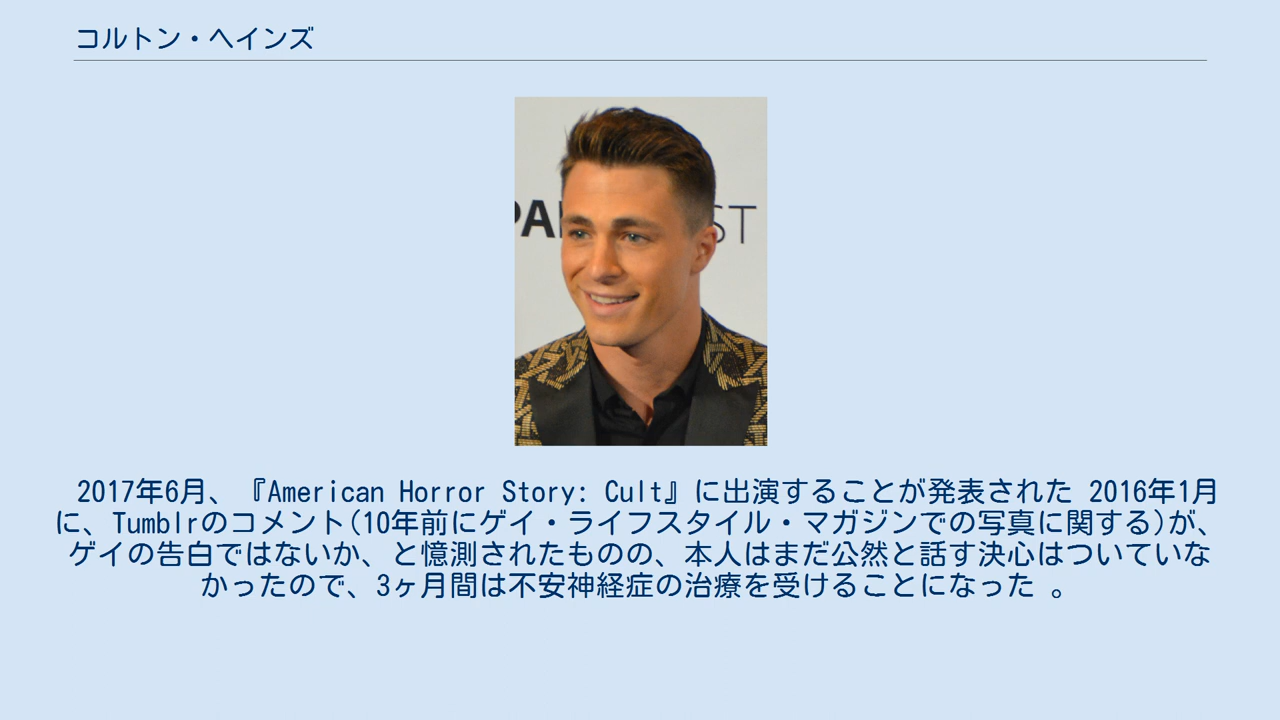 コルトン・ヘインズ
PA
ST
2017年6月、『American Horror Story: Cult』に出演することが発表された 2016年1月
に、Tumblrのコメント(10年前にゲイ・ライフスタイル・マガジンでの写真に関する)が、
ゲイの告白ではないか、と憶測されたものの、本人はまだ公然と話す決心はついていな
かったので、3ヶ月間は不安神経症の治療を受けることになった 。